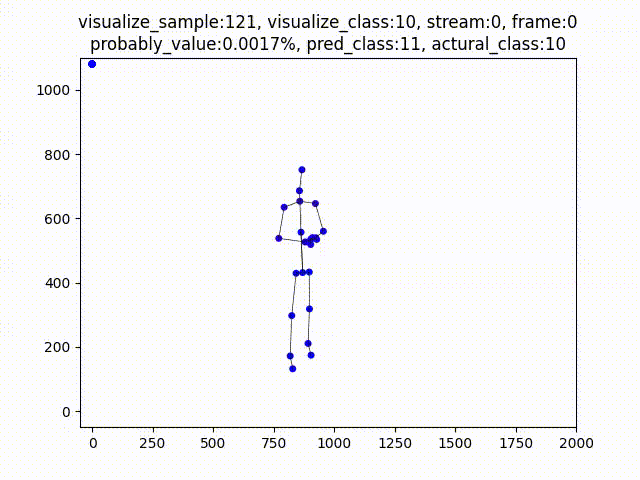 visualize_sample:121, visualize_class:10, stream:0, frame:0
probably_value:0.0017%, pred_class:11, actural_class:10
1000
800
600
400
200
0
0 250 500 750 1000 1250 1500 1750 2000